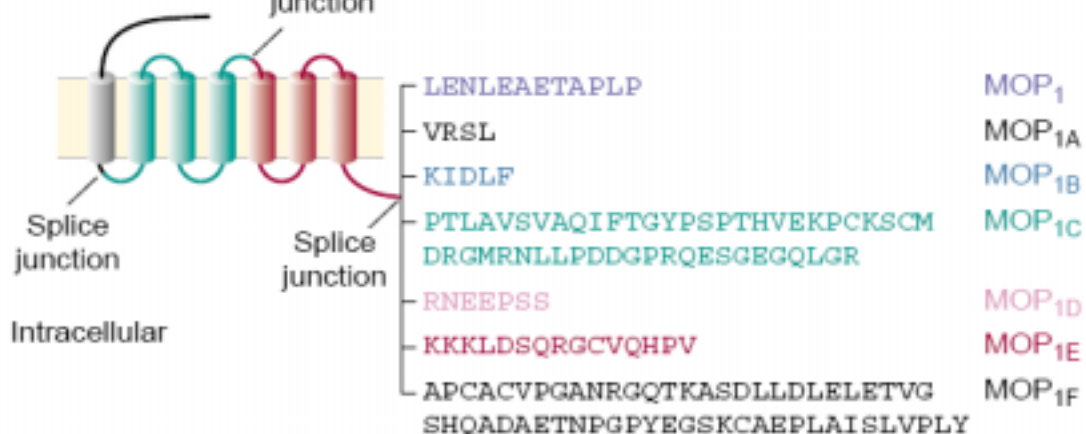 junction
LENLEAETAPLP MOP1
VRSL MOP1A
KIDLF MOP1B
PTLAVSVAQIFTGYPSPTHVEKPCKSCM MOP1C
DRGMRNLLPDDGPRQESGEGQLGR
Splice
junction
Splice
junction
RNEEPSS MOP1D
Intracellular
KKKLDSQRGCVQHPV MOP1E
APCACVPGANRGQTKASDLLDLELETVG MOP1F
SHQADAETNPGPYEGSKCAEPLAISLVPLY